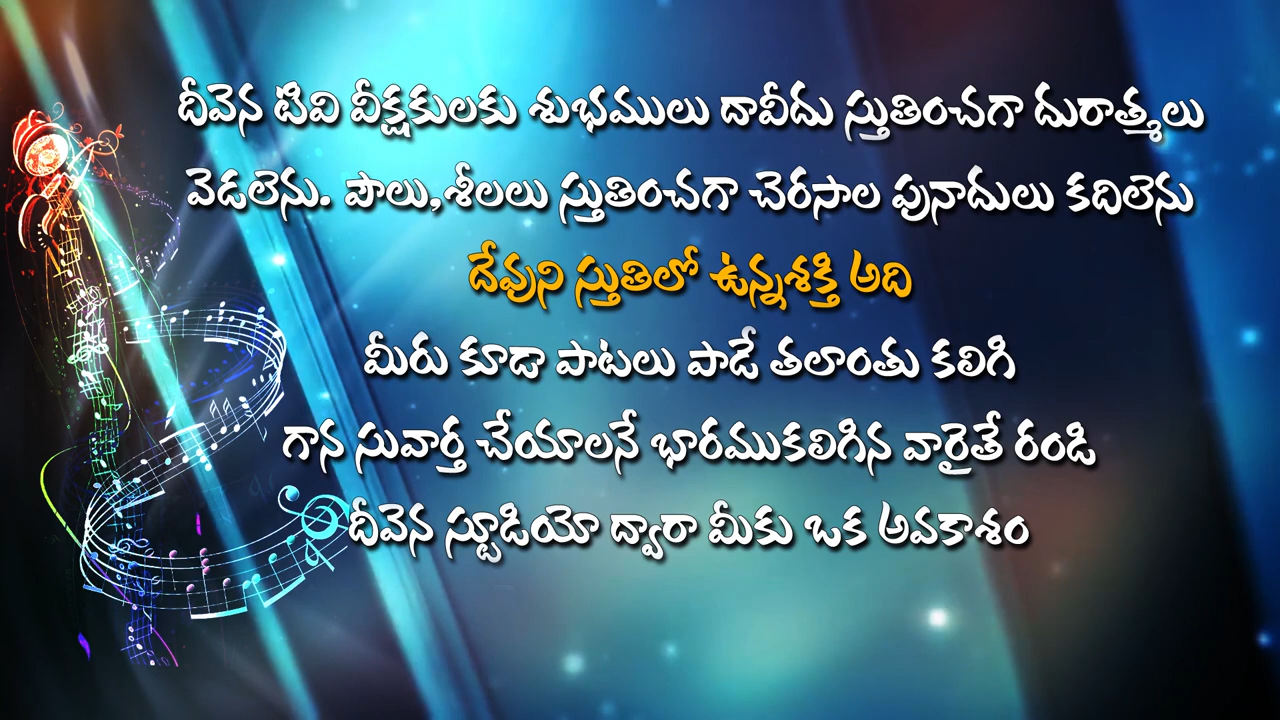 దీవెన టివి వీక్షకులకు శుభములు దావీదు స్తుతించగా దురాత్మలు
వెడలెను. పౌలు,శీలలు స్తుతించగా చెరసాల పునాదులు కదిలెను
దేవుని స్తుతిలో ఉన్నశక్తి అది
మీరు కూడా పాటలు పాడే తలాంతు కలిగి
గాన సువార్త చేయాలనే భారముకలిగిన వారైతే రండి
దీవెన స్టూడియో ద్వారా మీకు ఒక అవకాశం